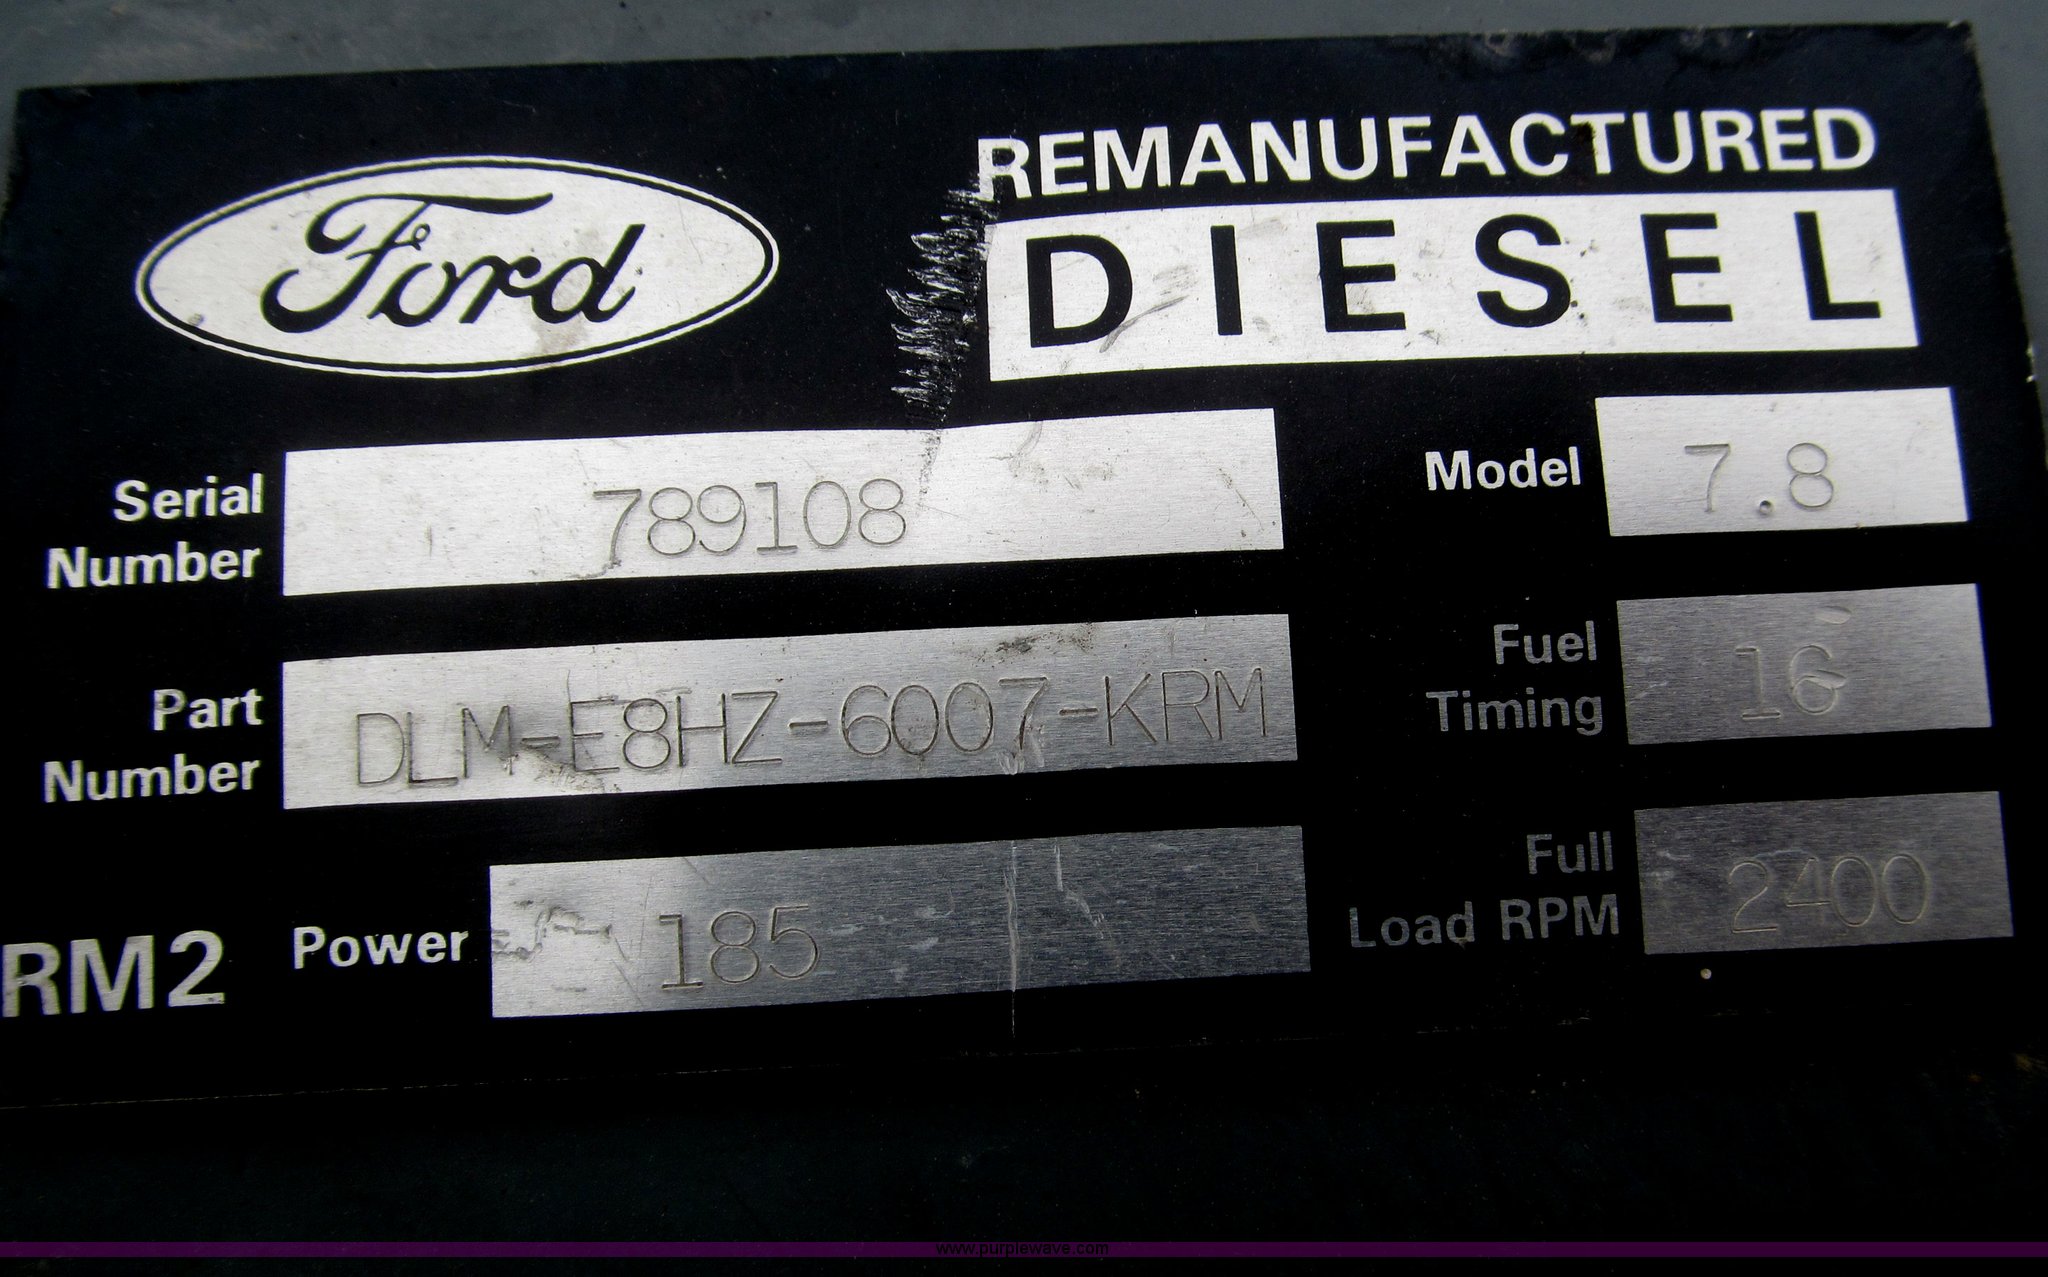 Ford
REMANUFACTURED
DIESEL
Serial
Number
789108
Model
7.8
Part
Number
DLM-E8HZ-6007-KRM
Fuel
Timing
16
RM2
Power
185
Full
Load RPM
2400
www.purplewave.com